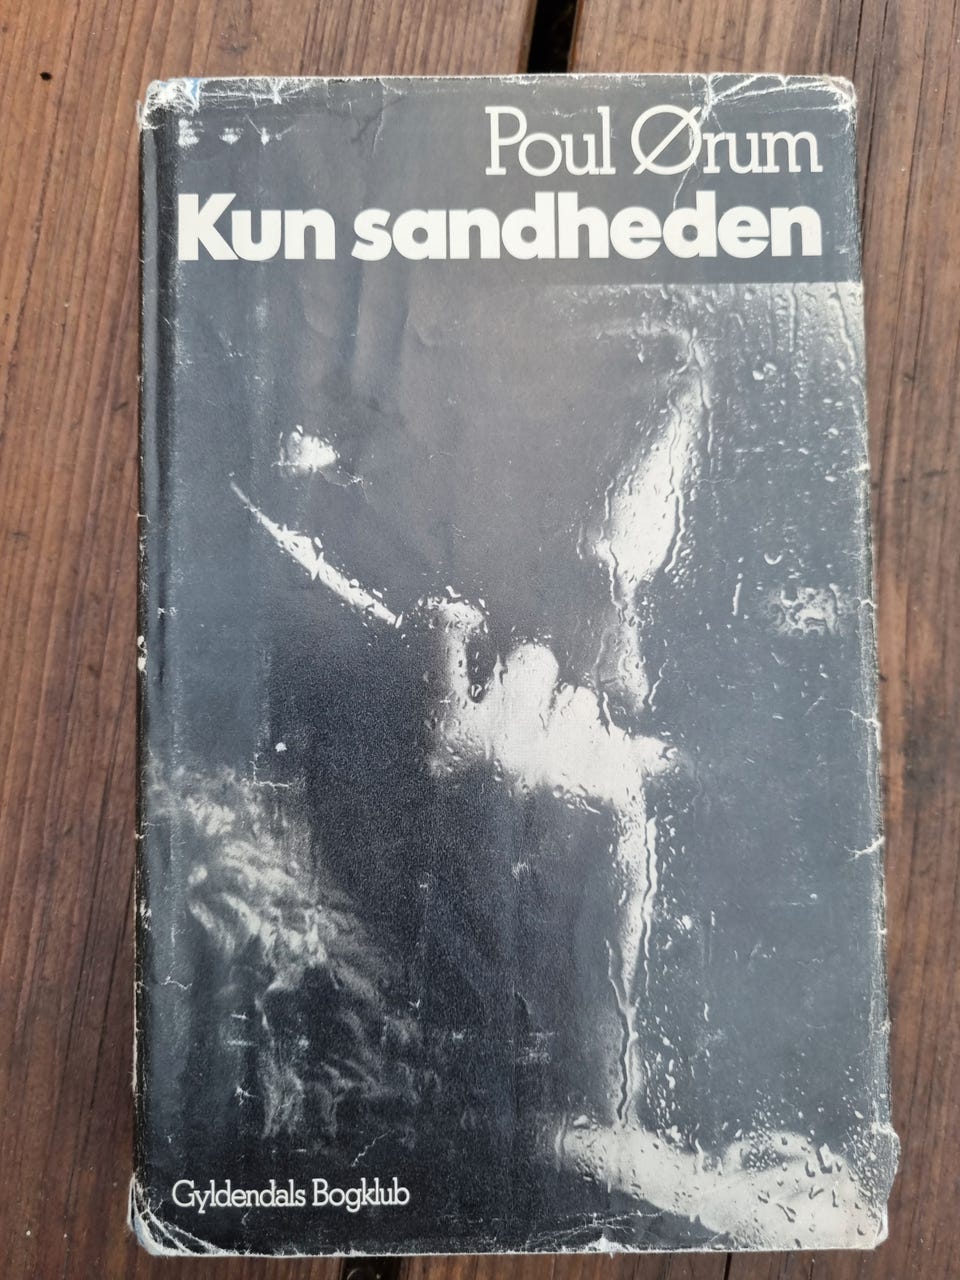 Poul Ørum
Kun sandheden
Gyldendals Bogklub